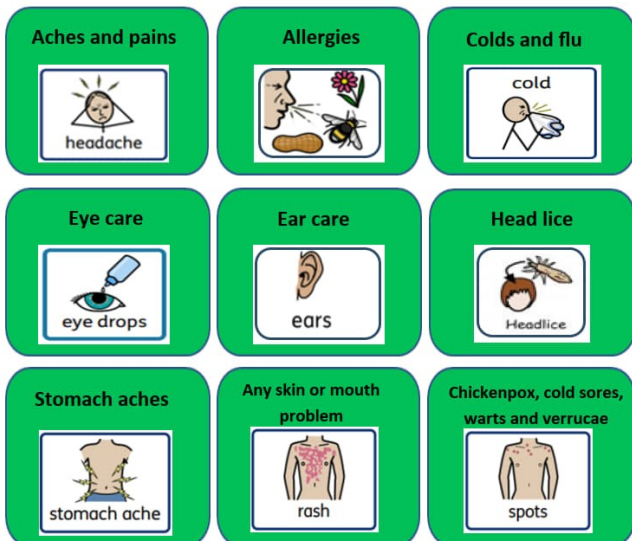 Aches and pains
headache
Allergies
Colds and flu
cold
Eye care
eye drops
Ear care
ears
Head lice
Headlice
Stomach aches
stomach ache
Any skin or mouth
problem
rash
Chickenpox, cold sores,
warts and verrucae
spots